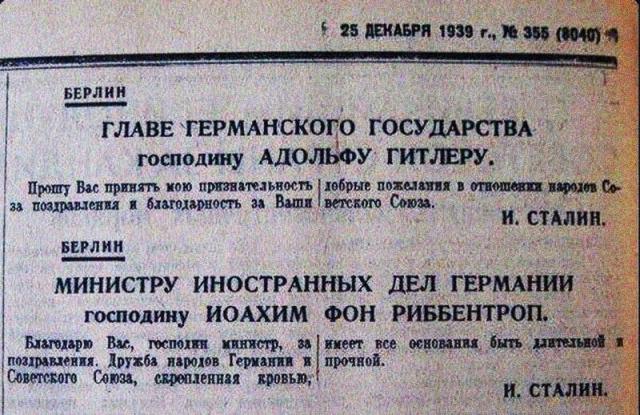 25 ДЕКАБРЯ 1939 г., № 355 (8040)
БЕРЛИН
ГЛАВЕ ГЕРМАНСКОГО ГОСУДАРСТВА
господину АДОЛЬФУ ГИТЛЕРУ.
Прошу Вас принять мою признательность
за поздравления и благодарность за Ваши
добрые пожелания в отношении народов Со-
ветского Союза.
И. СТАЛИН.
БЕРЛИН
МИНИСТРУ ИНОСТРАННЫХ ДЕЛ ГЕРМАНИИ
господину ИОАХИМ ФОН РИББЕНТРОП.
Благодарю Вас, господин министр, за
поздравления. Дружба народов Германии и
Советского Союза, скрепленная кровью,
имеет все основания быть длительной и
прочной.
И. СТАЛИН.